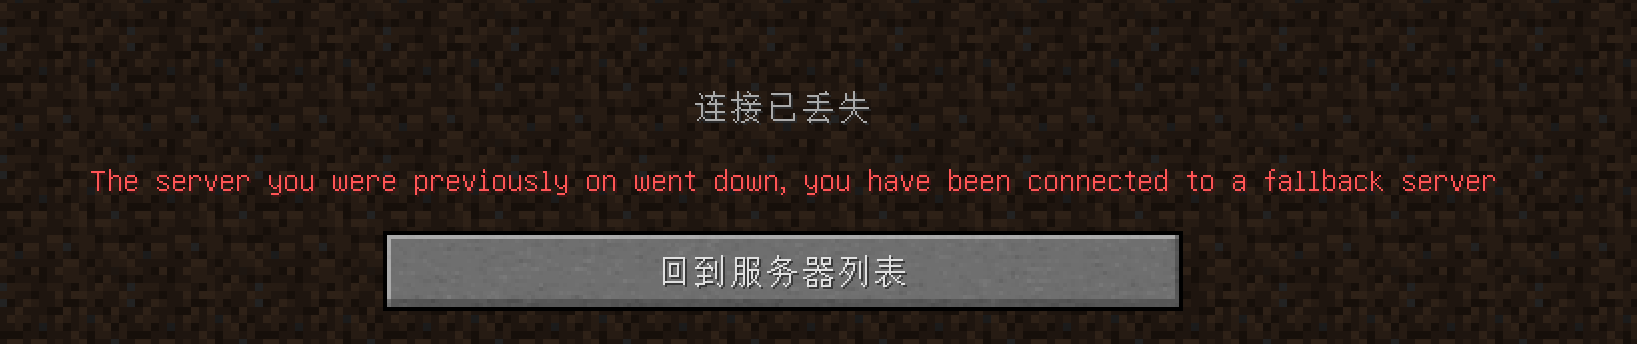 连接已丢失
The server you were previously on went down, you have been connected to a fallback server
回到服务器列表